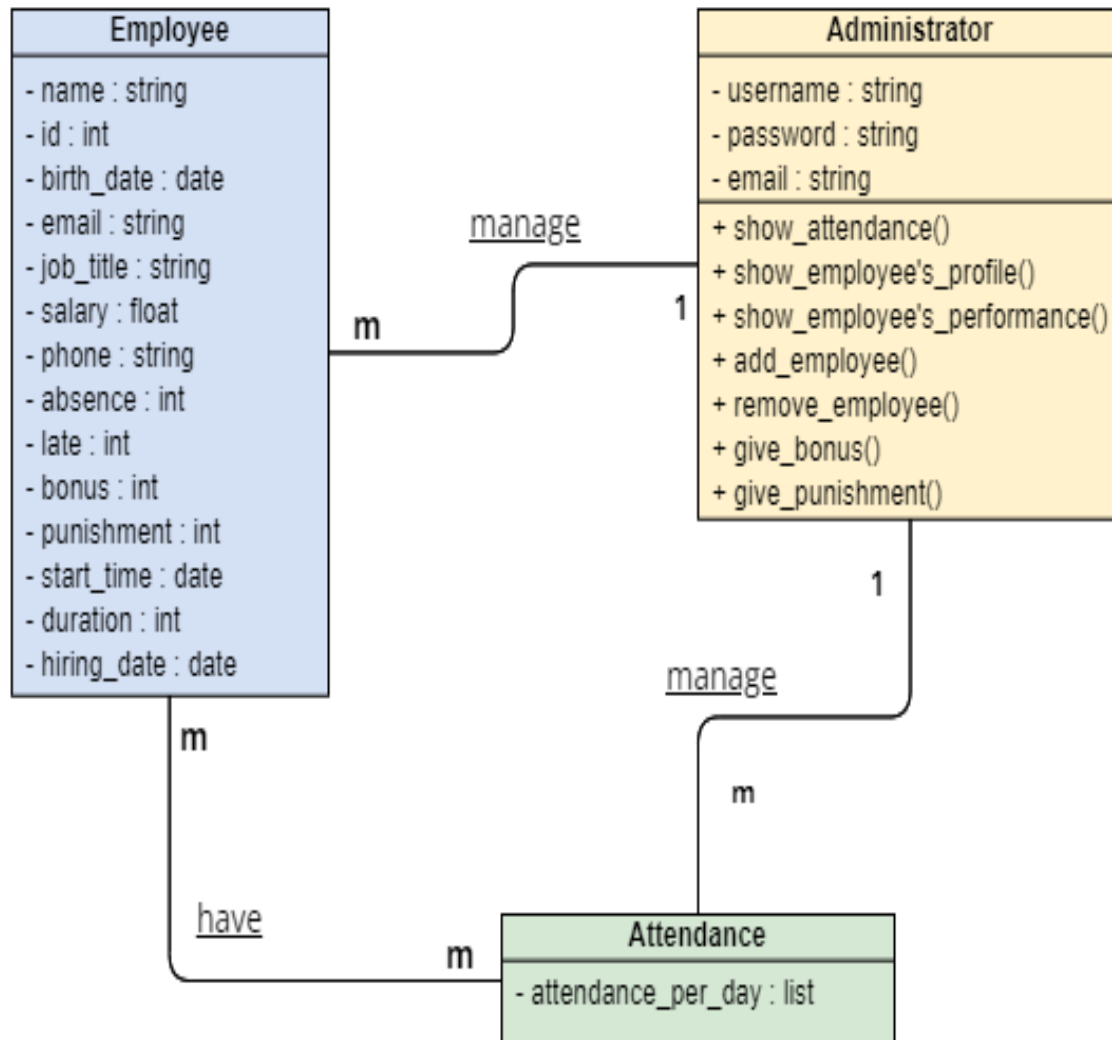 Employee
- name : string
- id : int
- birth_date : date
- email : string
- job_title : string
- salary : float
- phone : string
- absence : int
- late : int
- bonus : int
- punishment : int
- start_time : date
- duration : int
- hiring_date : date
manage
m
1
Administrator
- username : string
- password : string
- email : string
+ show_attendance()
+ show_employee's_profile()
+ show_employee's_performance()
+ add_employee()
+ remove_employee()
+ give_bonus()
+ give_punishment()
1
manage
m
m
have
m
Attendance
- attendance_per_day : list